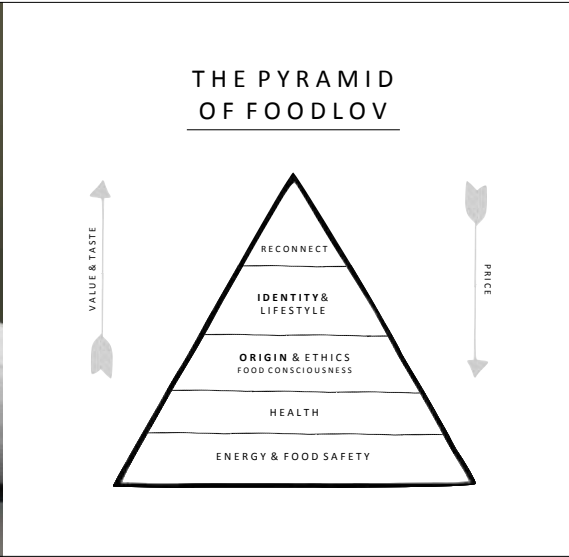 THE PYRAMID
OF FOODLOV
VALUE & TASTE
PRICE
RECONNECT
IDENTITY &
LIFESTYLE
ORIGIN & ETHICS
FOOD CONSCIOUSNESS
HEALTH
ENERGY & FOOD SAFETY